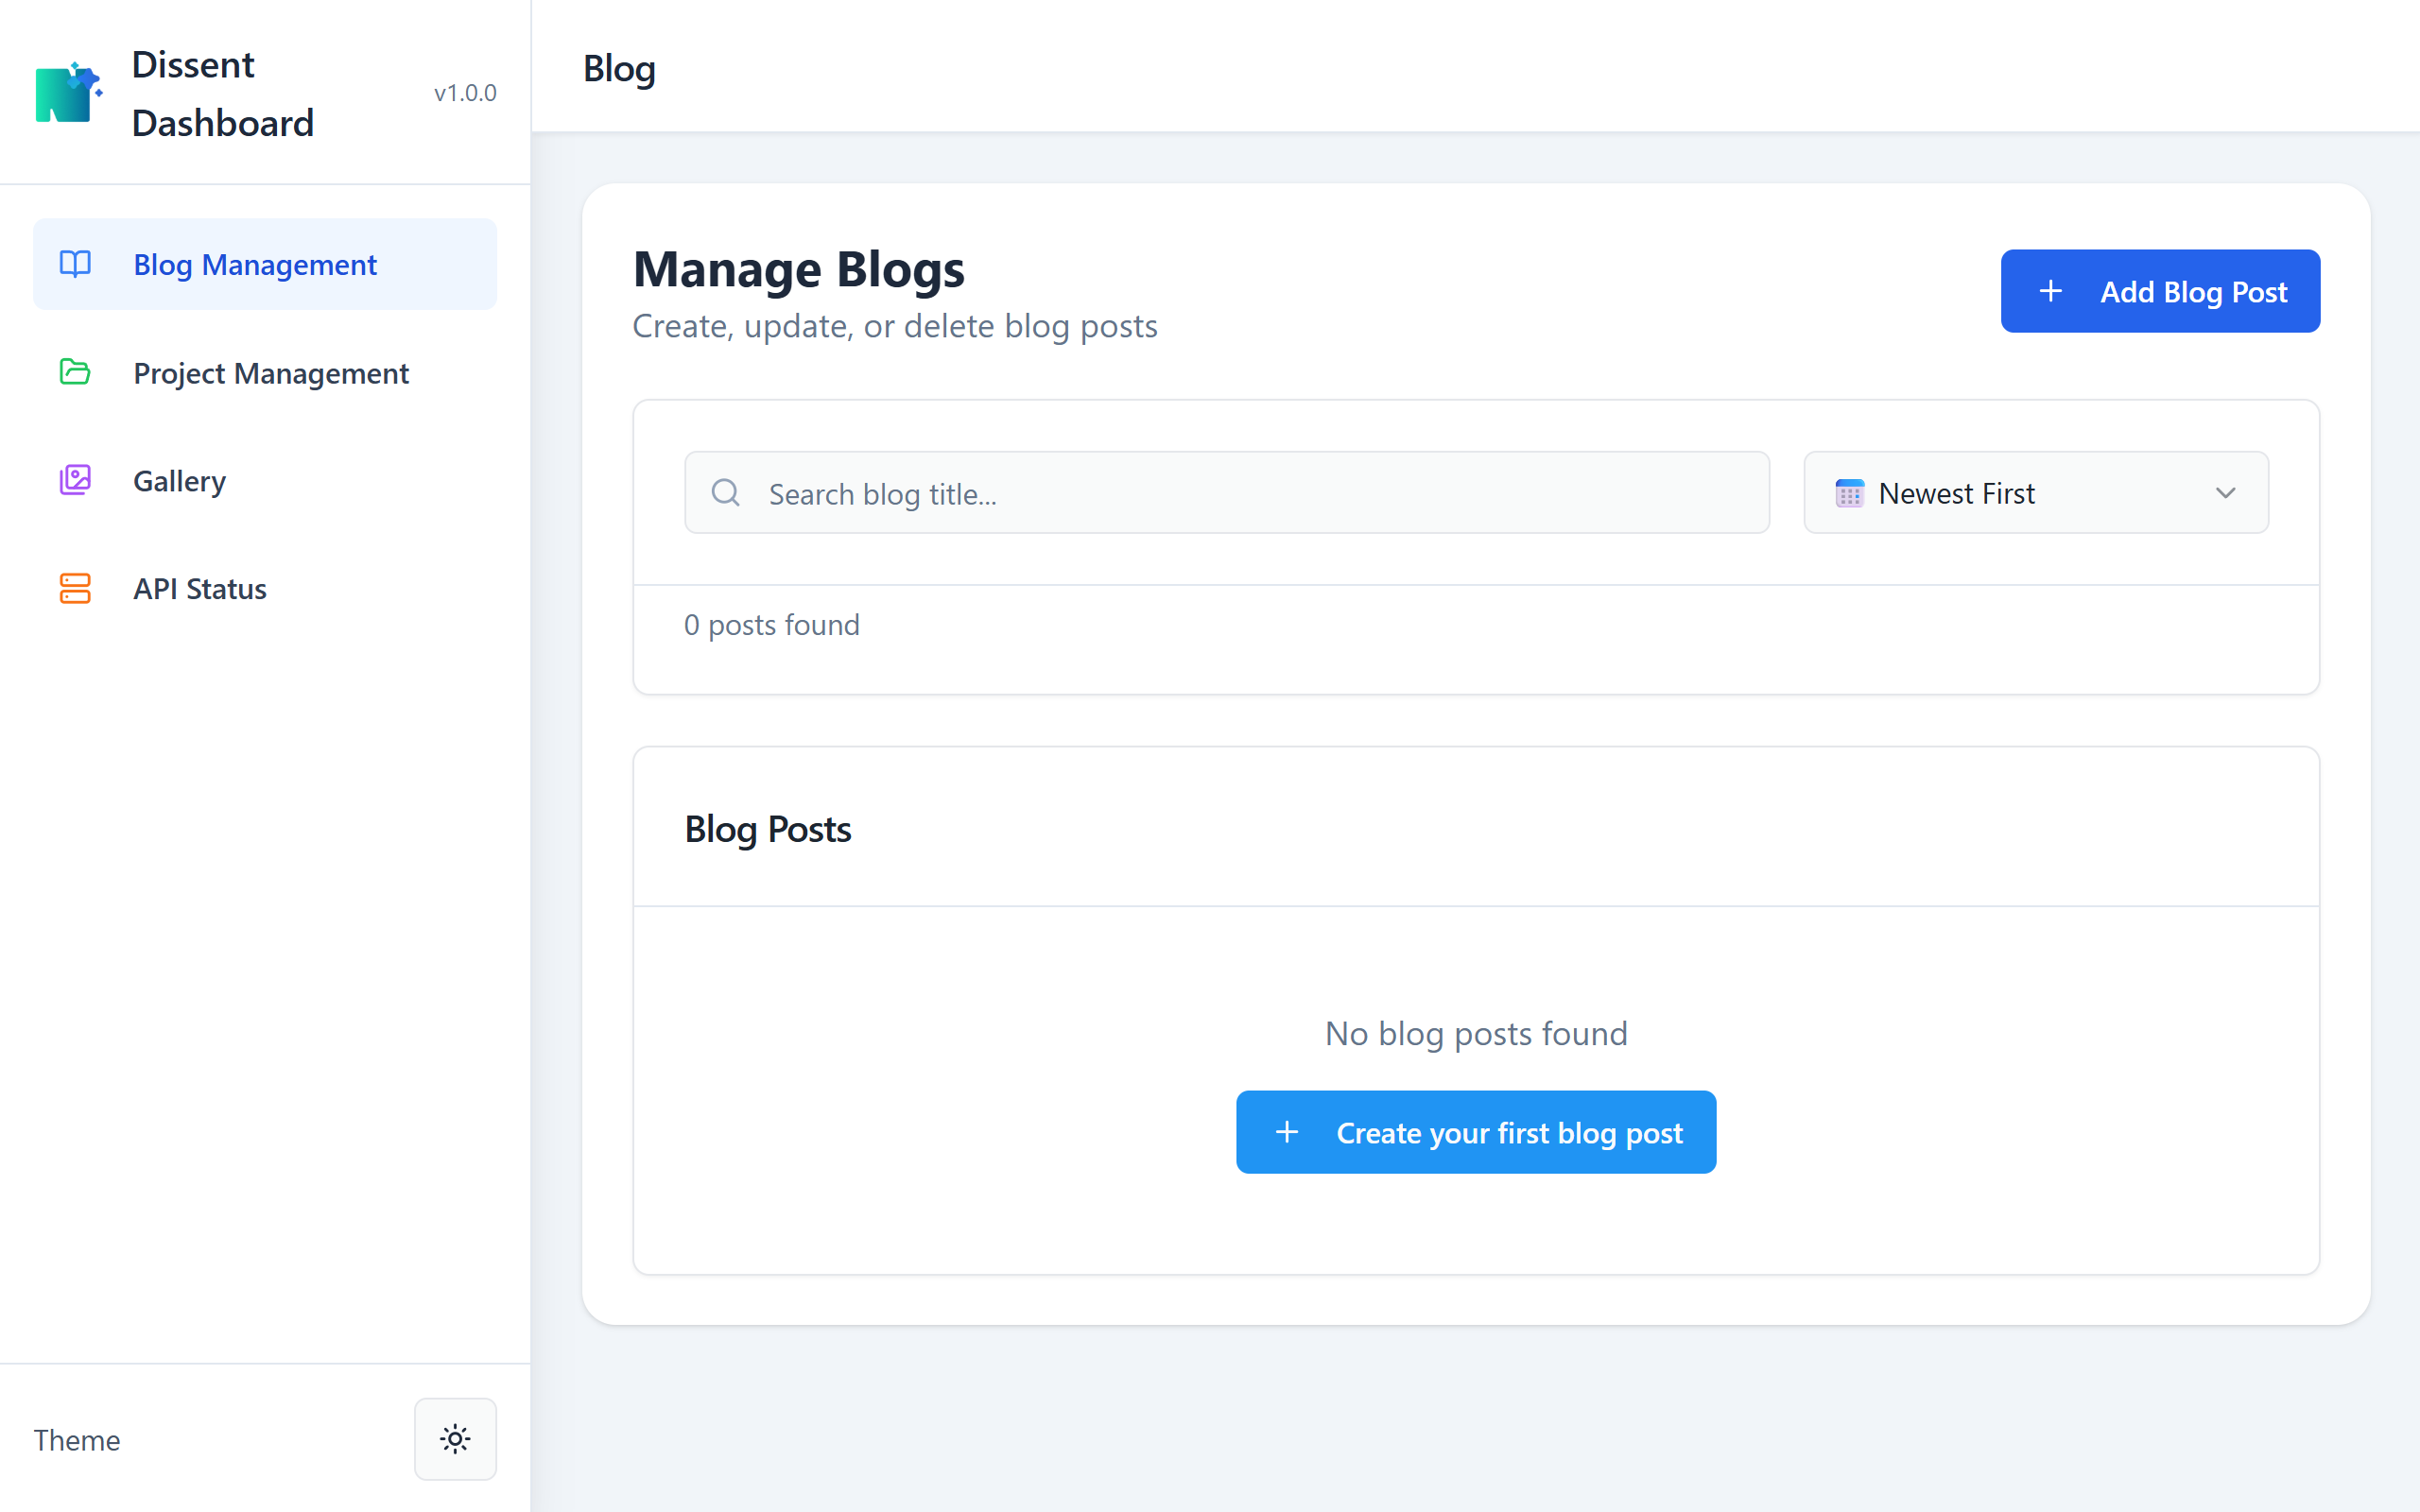 Dissent
Dashboard
v1.0.0
Blog Management
Project Management
Gallery
API Status
Theme
Blog
Manage Blogs
Create, update, or delete blog posts
Add Blog Post
Search blog title...
Newest First
0 posts found
Blog Posts
No blog posts found
Create your first blog post